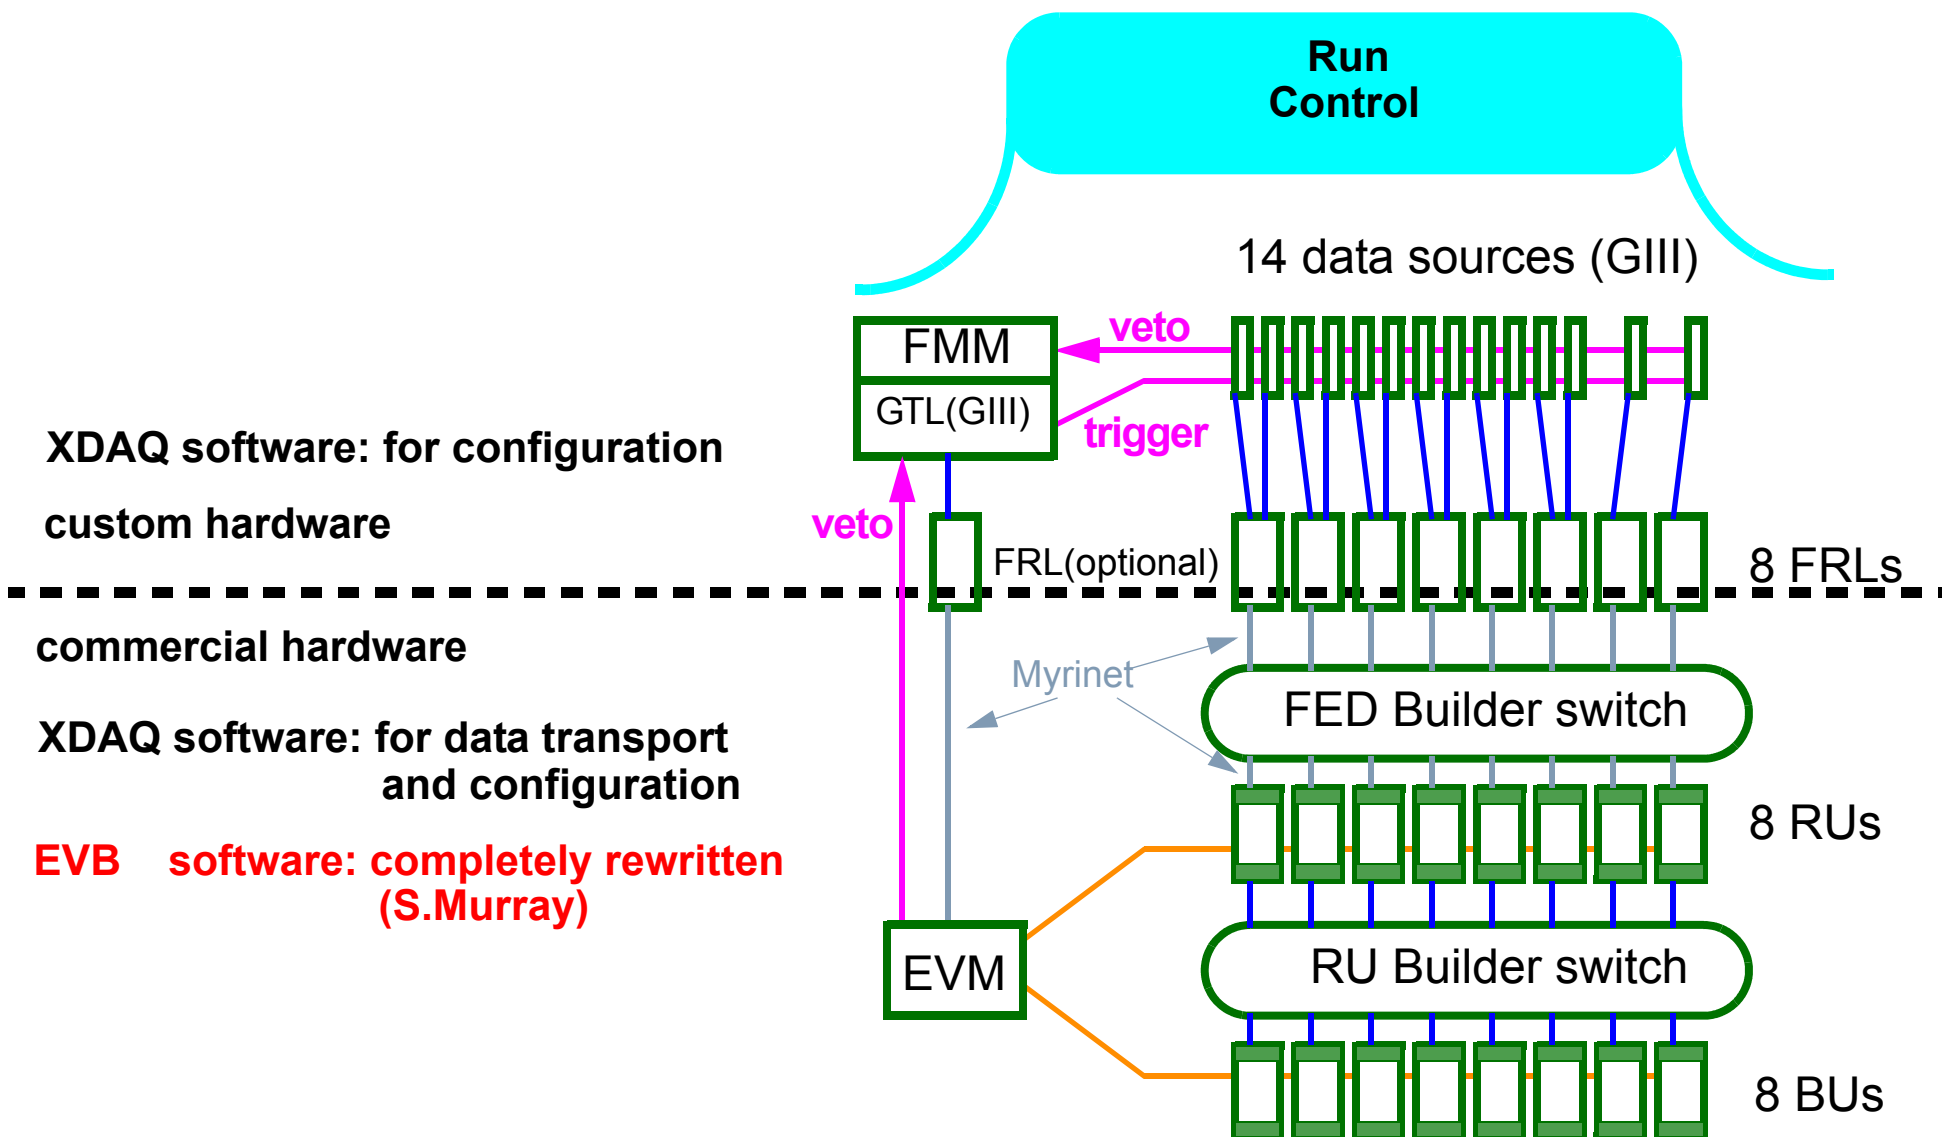 Run
Control
14 data sources (GIII)
veto
FMM
GTL(GIII)
trigger
XDAQ software: for configuration
custom hardware
veto
FRL(optional)
8 FRLs
commercial hardware
Myrinet
FED Builder switch
XDAQ software: for data transport
and configuration
8 RUs
EVB software: completely rewritten
(S.Murray)
EVM
RU Builder switch
8 BUs